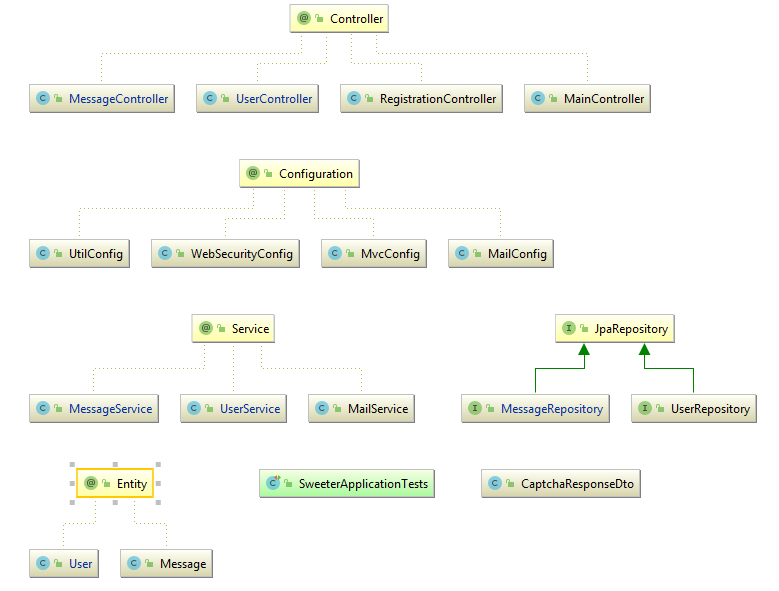 Controller
MessageController
UserController
RegistrationController
MainController
Configuration
UtilConfig
WebSecurityConfig
MvcConfig
MailConfig
Service
JpaRepository
MessageService
UserService
MailService
MessageRepository
UserRepository
Entity
SweeterApplicationTests
CaptchaResponseDto
User
Message